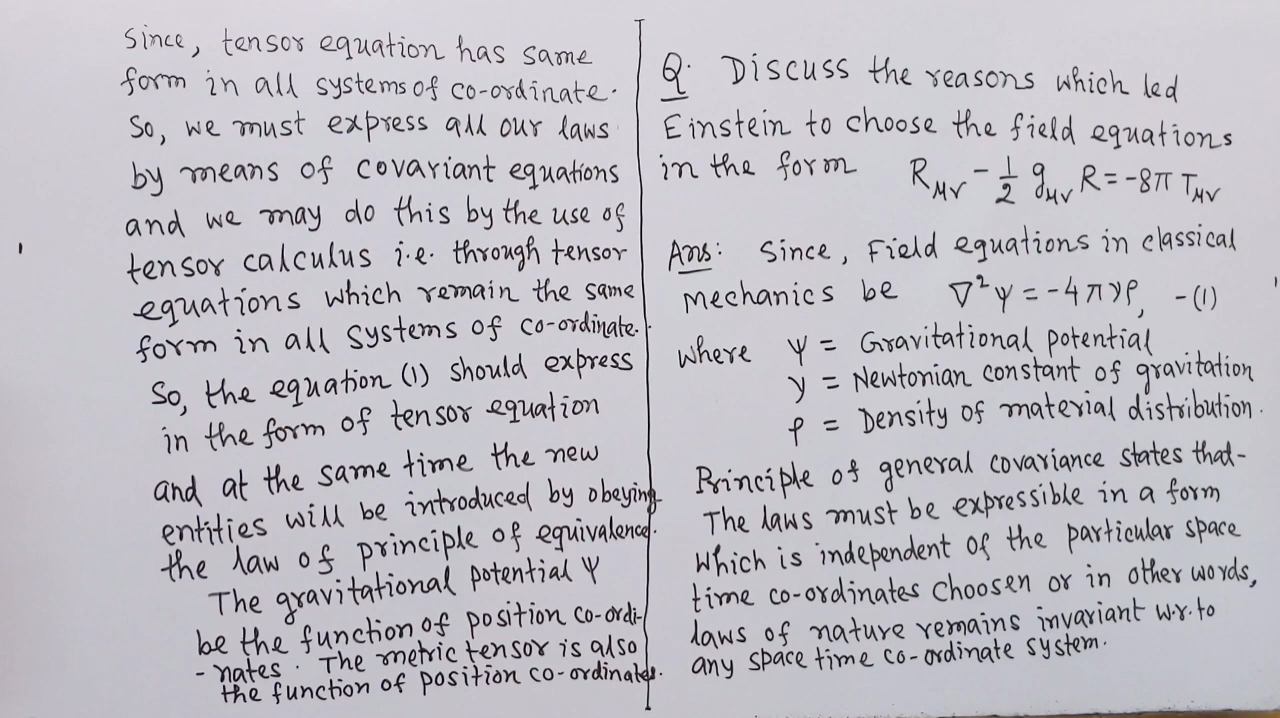 Q. Discuss the reasons which led
Einstein to choose the field equations
in the form R_μν - 1/2 g_μν R = -8π T_μν
Ans: Since, Field equations in classical
Mechanics be ∇²ψ = -4πγρ, -(1)
where ψ = Gravitational potential
γ = Newtonian constant of gravitation
ρ = Density of material distribution.
Principle of general covariance states that-
The laws must be expressible in a form
which is independent of the particular space
time co-ordinates choosen or in other words,
laws of nature remains invariant w.r. to
any space time co-ordinate system.
Since, tensor equation has same
form in all systems of co-ordinate.
So, we must express all our laws
by means of covariant equations
and we may do this by the use of
tensor calculus i.e. through tensor
equations which remain the same
form in all systems of co-ordinate.
So, the equation (1) should express
in the form of tensor equation
and at the same time the new
entities will be introduced by obeying
the law of principle of equivalence.
The gravitational potential ψ
be the function of position co-ordi-
-nates. The metric tensor is also
the function of position co-ordinates.